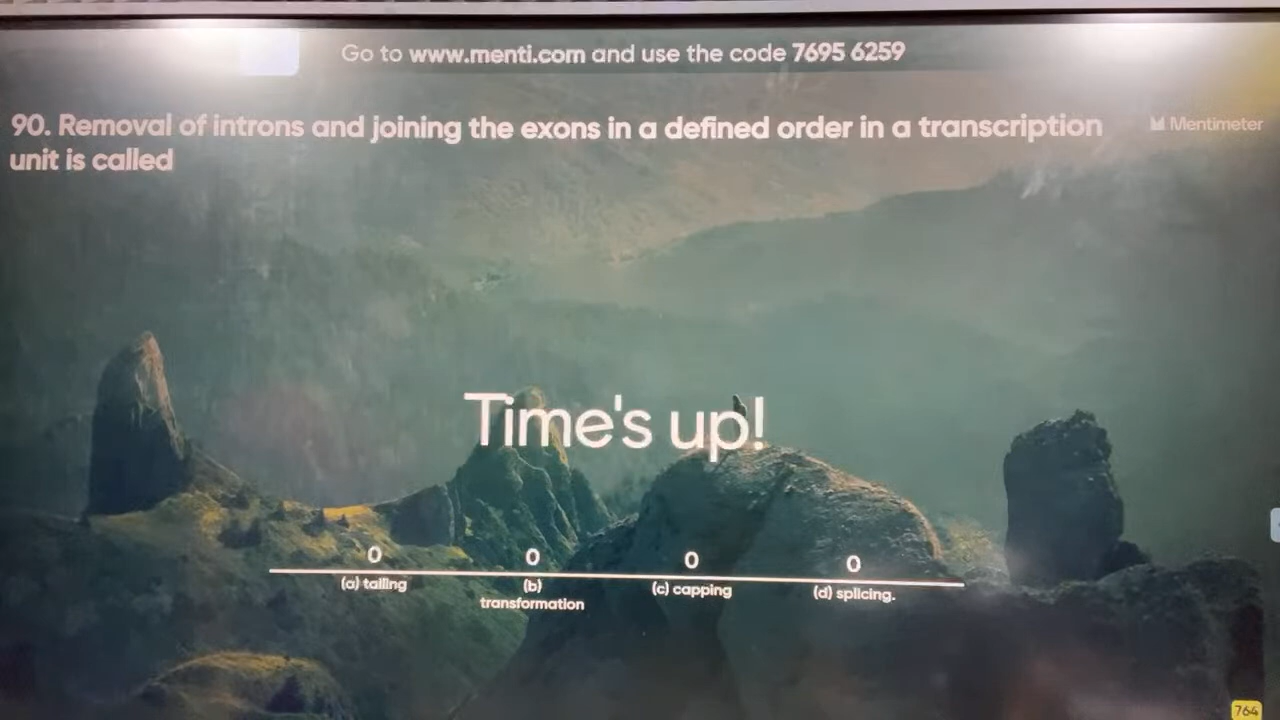 Go to www.menti.com and use the code 7695 6259
90. Removal of introns and joining the exons in a defined order in a transcription
unit is called
Mentimeter
Time's up!
0 0 0 0
(a) tailing (b) (c) capping (d) splicing.
transformation
764